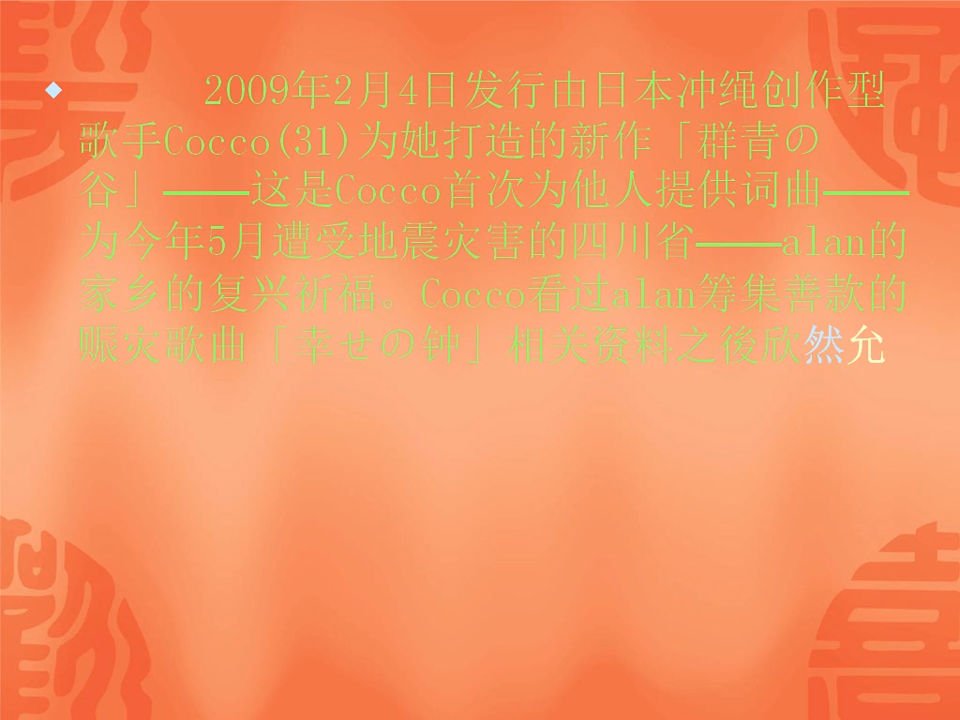 2009年2月4日发行由日本冲绳创作型
歌手Cocco(31)为她打造的新作「群青の
谷」——这是Cocco首次为他人提供词曲——
为今年5月遭受地震灾害的四川省——alan的
家乡的复兴祈福。Cocco看过alan筹集善款的
赈灾歌曲「幸せの钟」相关资料之後欣然允